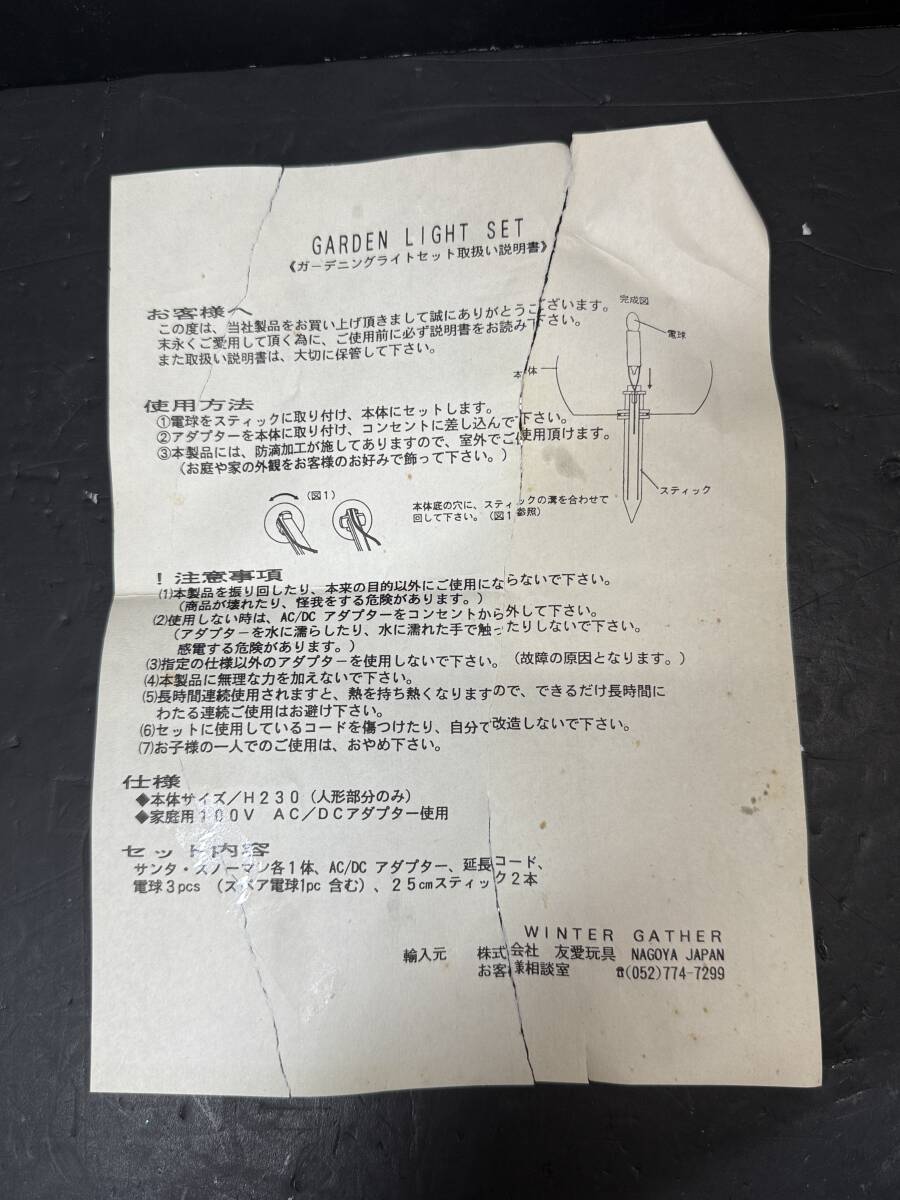 GARDEN LIGHT SET
《ガーデニングライトセット取扱い説明書》
お客様へ
この度は、当社製品をお買い上げ頂きまして誠にありがとうございます。
末永くご愛用して頂く為に、ご使用前に必ず説明書をお読み下さい。
また取扱い説明書は、大切に保管して下さい。
完成図
電球
本体
スティック
使用方法
①電球をスティックに取り付け、本体にセットします。
②アダプターを本体に取り付け、コンセントに差し込んで下さい。
③本製品には、防滴加工が施してありますので、室外でご使用頂けます。
(お庭や家の外観をお客様のお好みで飾って下さい。)
(図1)
本体底の穴に、スティックの溝を合わせて
回して下さい。(図1参照)
！注意事項
(1)本製品を振り回したり、本来の目的以外にご使用にならないで下さい。
(商品が壊れたり、怪我をする危険があります。)
(2)使用しない時は、AC/DC アダプターをコンセントから外して下さい。
(アダプターを水に濡らしたり、水に濡れた手で触ったりしないで下さい。
感電する危険があります。)
(3)指定の仕様以外のアダプターを使用しないで下さい。(故障の原因となります。)
(4)本製品に無理な力を加えないで下さい。
(5)長時間連続使用されますと、熱を持ち熱くなりますので、できるだけ長時間に
わたる連続ご使用はお避け下さい。
(6)セットに使用しているコードを傷つけたり、自分で改造しないで下さい。
(7)お子様の一人でのご使用は、おやめ下さい。
仕様
◆本体サイズ／H230(人形部分のみ)
◆家庭用100V AC／DCアダプター使用
セット内容
サンタ・スノーマン各1体、AC/DC アダプター、延長コード、
電球3pcs (スペア電球1pc 含む)、25cmスティック2本
WINTER GATHER
輸入元 株式会社 友愛玩具 NAGOYA JAPAN
お客様相談室 ☎(052)774-7299